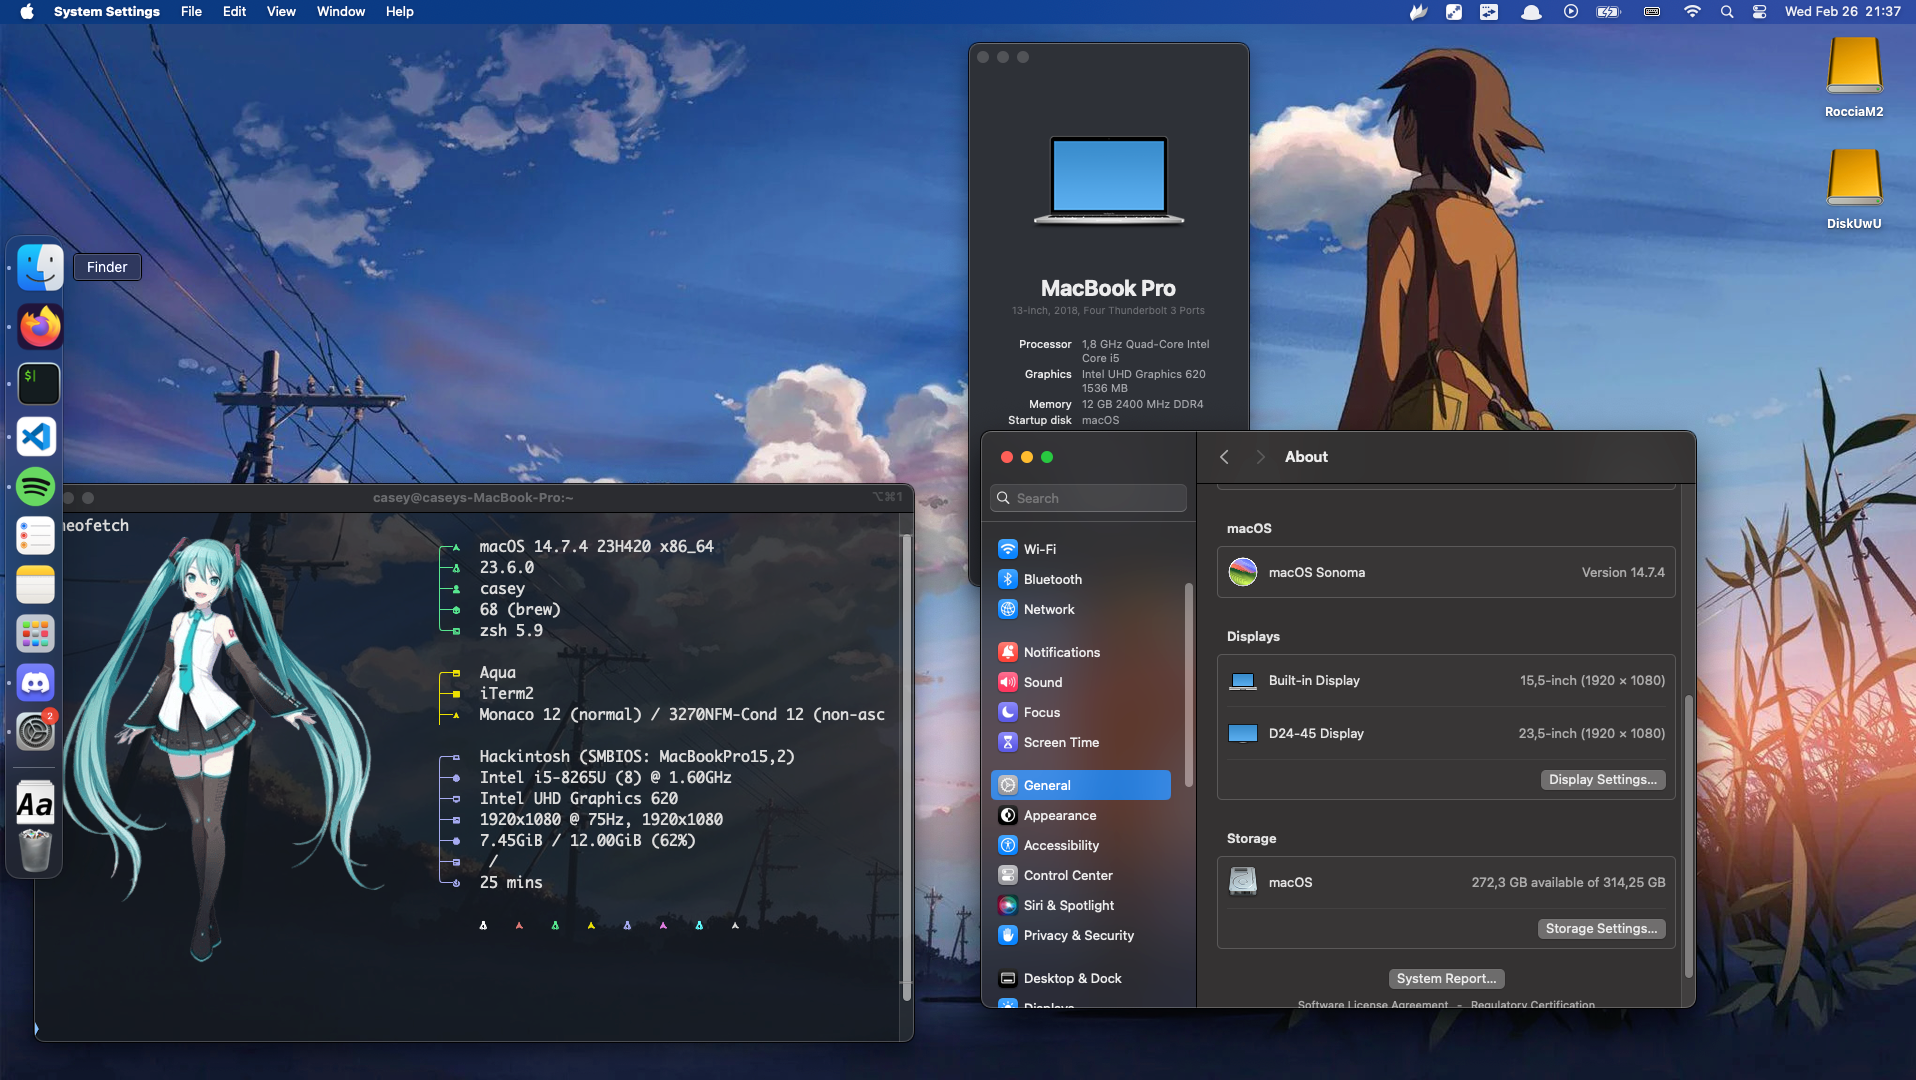 System Settings File Edit View Window Help
Wed Feb 26 21:37
RocciaM2
DiskUwU
Finder
$
Aa
2
MacBook Pro
13-inch, 2018, Four Thunderbolt 3 Ports
Processor 1,8 GHz Quad-Core Intel
Core i5
Graphics Intel UHD Graphics 620
1536 MB
Memory 12 GB 2400 MHz DDR4
Startup disk macOS
casey@caseys-MacBook-Pro:~
⌥⌘1
neofetch
macOS 14.7.4 23H420 x86_64
23.6.0
casey
68 (brew)
zsh 5.9
Aqua
iTerm2
Monaco 12 (normal) / 3270NFM-Cond 12 (non-asc
Hackintosh (SMBIOS: MacBookPro15,2)
Intel i5-8265U (8) @ 1.60GHz
Intel UHD Graphics 620
1920x1080 @ 75Hz, 1920x1080
7.45GiB / 12.00GiB (62%)
/
25 mins
Search
Wi-Fi
Bluetooth
Network
Notifications
Sound
Focus
Screen Time
General
Appearance
Accessibility
Control Center
Siri & Spotlight
Privacy & Security
Desktop & Dock
Displays
About
macOS
macOS Sonoma Version 14.7.4
Displays
Built-in Display 15,5-inch (1920 × 1080)
D24-45 Display 23,5-inch (1920 × 1080)
Display Settings...
Storage
macOS 272,3 GB available of 314,25 GB
Storage Settings...
System Report...
Software License Agreement - Regulatory Certification